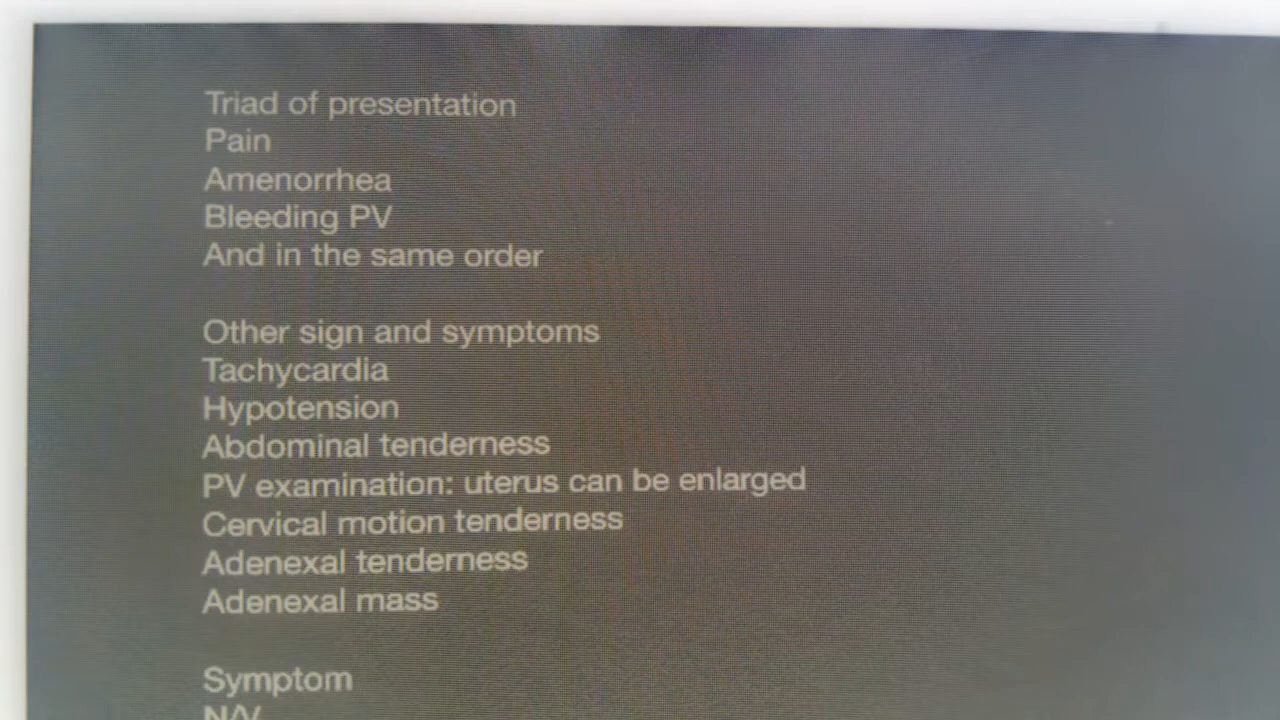 Triad of presentation
Pain
Amenorrhea
Bleeding PV
And in the same order
Other sign and symptoms
Tachycardia
Hypotension
Abdominal tenderness
PV examination: uterus can be enlarged
Cervical motion tenderness
Adenexal tenderness
Adenexal mass
Symptom
N/V